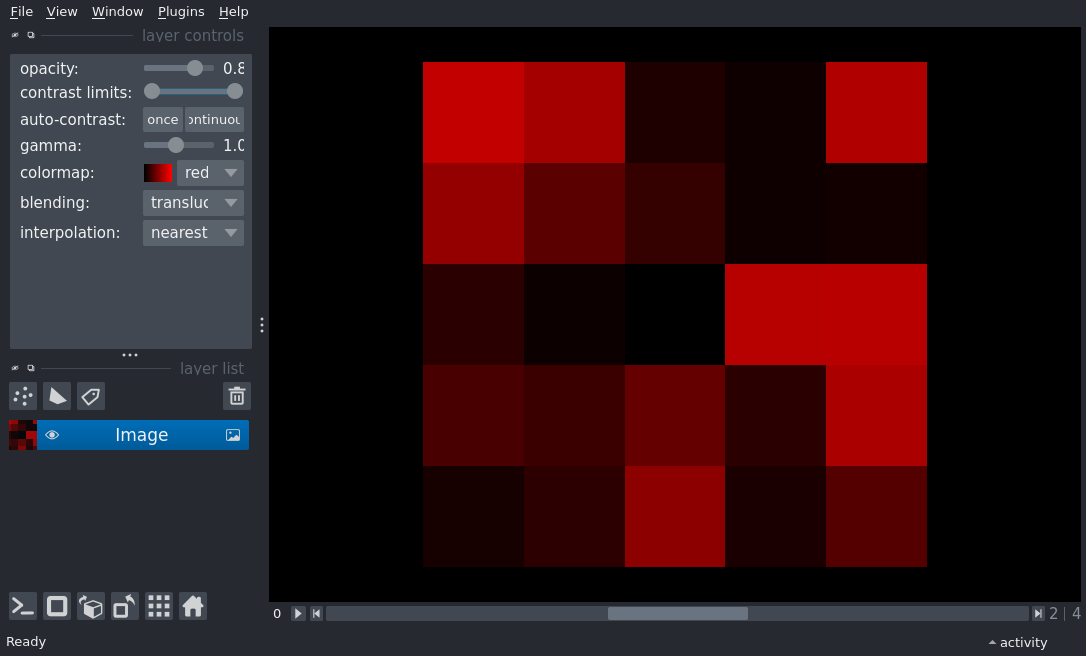 File View Window Plugins Help
layer controls
opacity: 0.8
contrast limits:
auto-contrast: once ontinuou
gamma: 1.0
colormap: red
blending: transluc
interpolation: nearest
layer list
Image
0 2 | 4
Ready activity